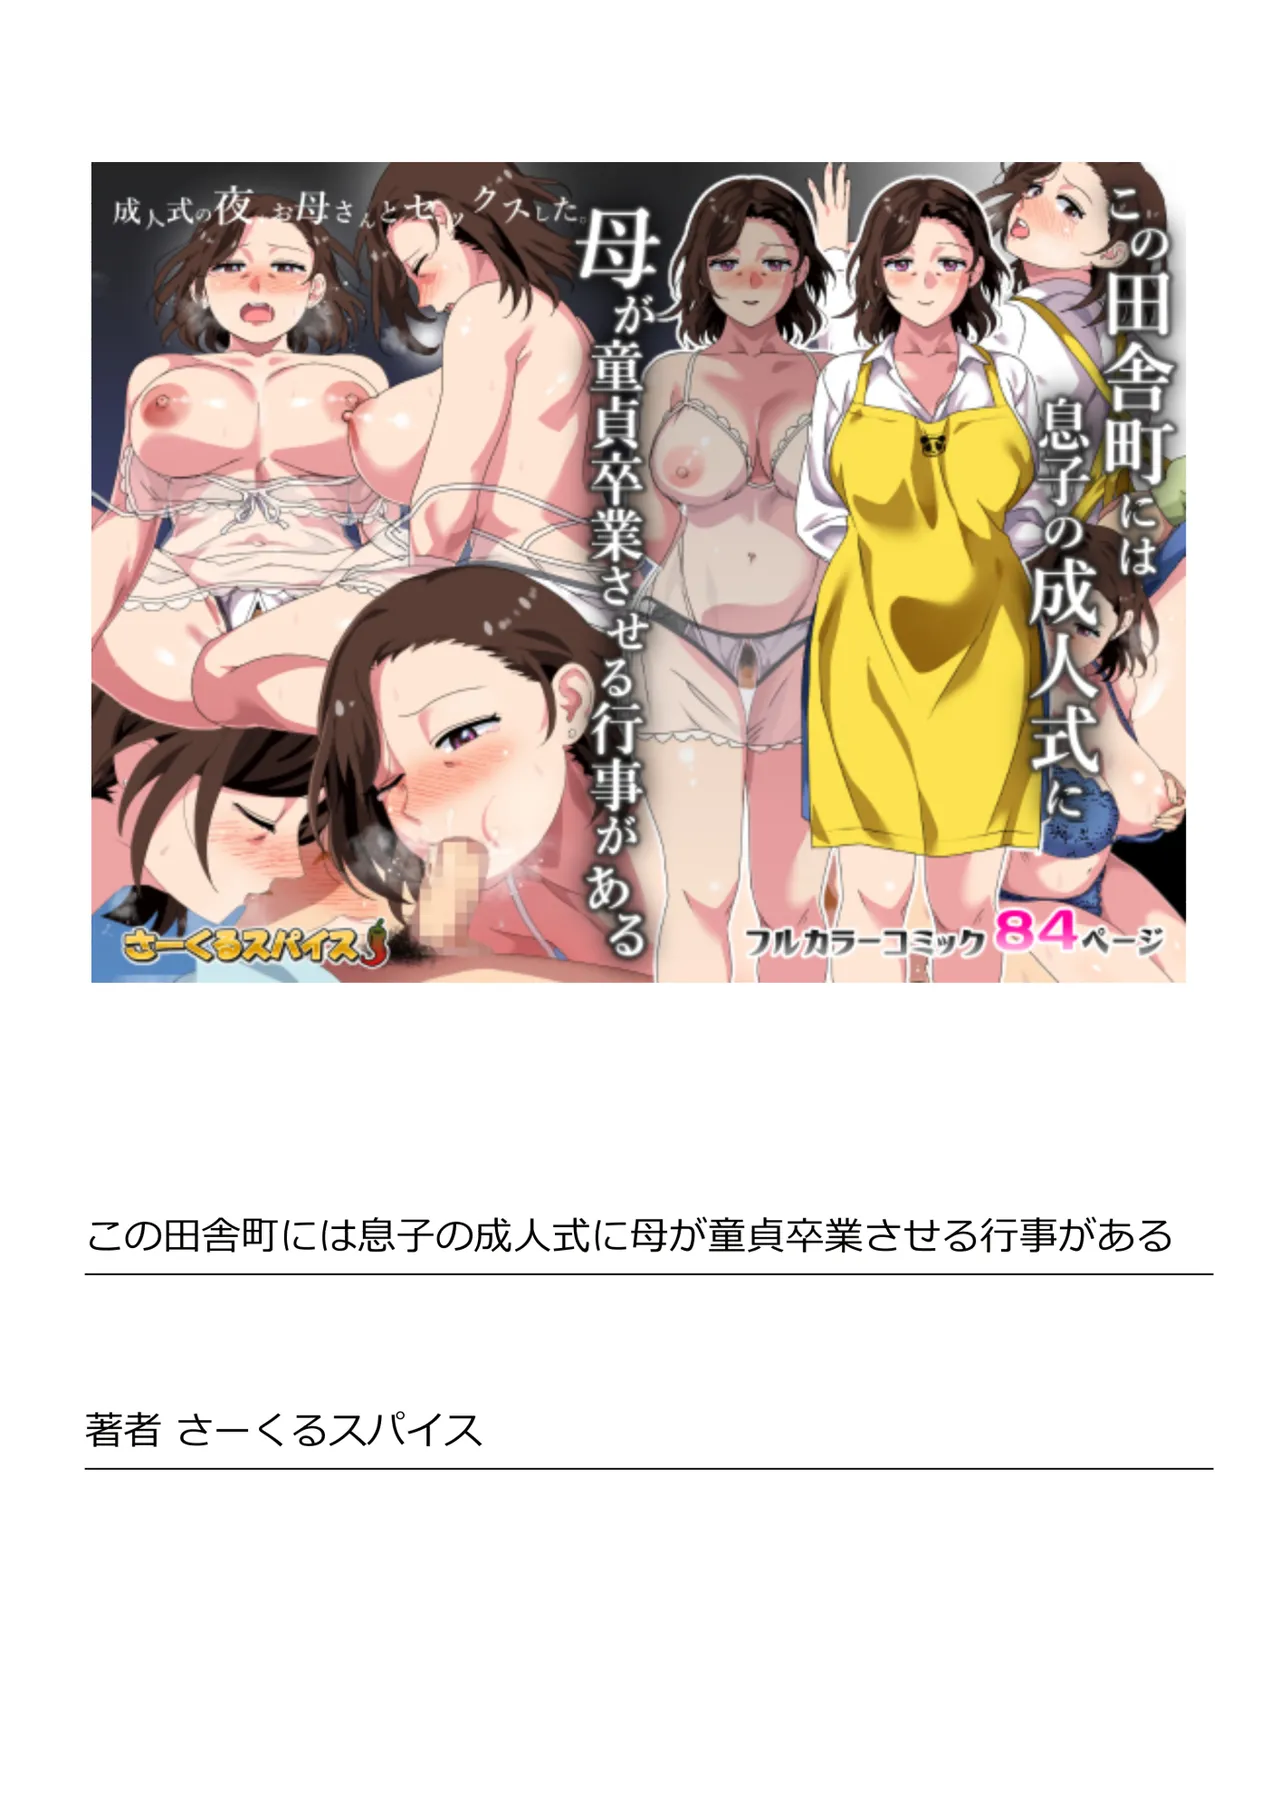 この田舎町には
息子の成人式に
母が童貞卒業させる行事がある
成人式の夜、お母さんとセックスした。
さーくるスパイス
フルカラーコミック84ページ
この田舎町には息子の成人式に母が童貞卒業させる行事がある
著者 さーくるスパイス